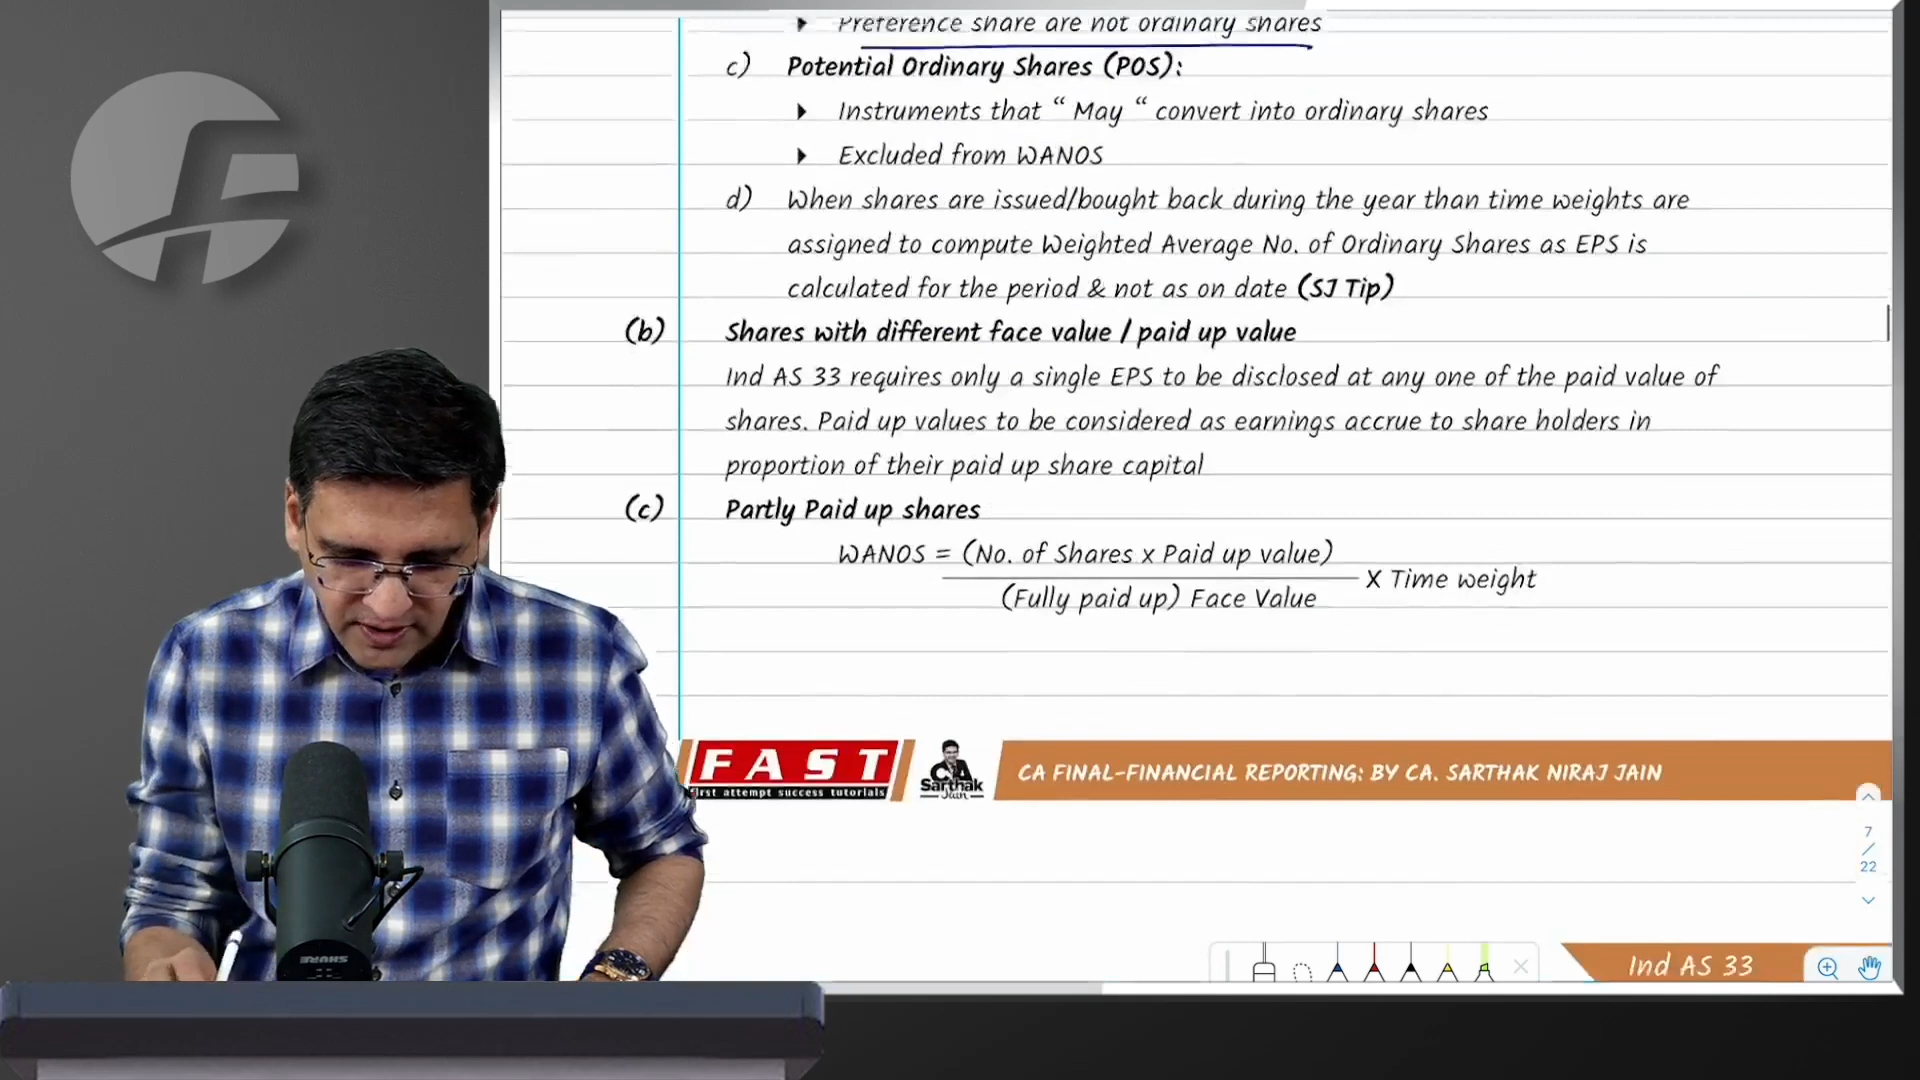 Preference share are not ordinary shares
c) Potential Ordinary Shares (POS):
Instruments that “ May “ convert into ordinary shares
Excluded from WANOS
d) When shares are issued/bought back during the year than time weights are
assigned to compute Weighted Average No. of Ordinary Shares as EPS is
calculated for the period & not as on date (SJ Tip)
(b) Shares with different face value / paid up value
Ind AS 33 requires only a single EPS to be disclosed at any one of the paid value of
shares. Paid up values to be considered as earnings accrue to share holders in
proportion of their paid up share capital
(c) Partly Paid up shares
WANOS = (No. of Shares x Paid up value)
X Time weight
(Fully paid up) Face Value
FAST
rst attempt success tutorials
CA
Sarthak
Jain
CA FINAL-FINANCIAL REPORTING: BY CA. SARTHAK NIRAJ JAIN
7
/
22
Ind AS 33
SHURE